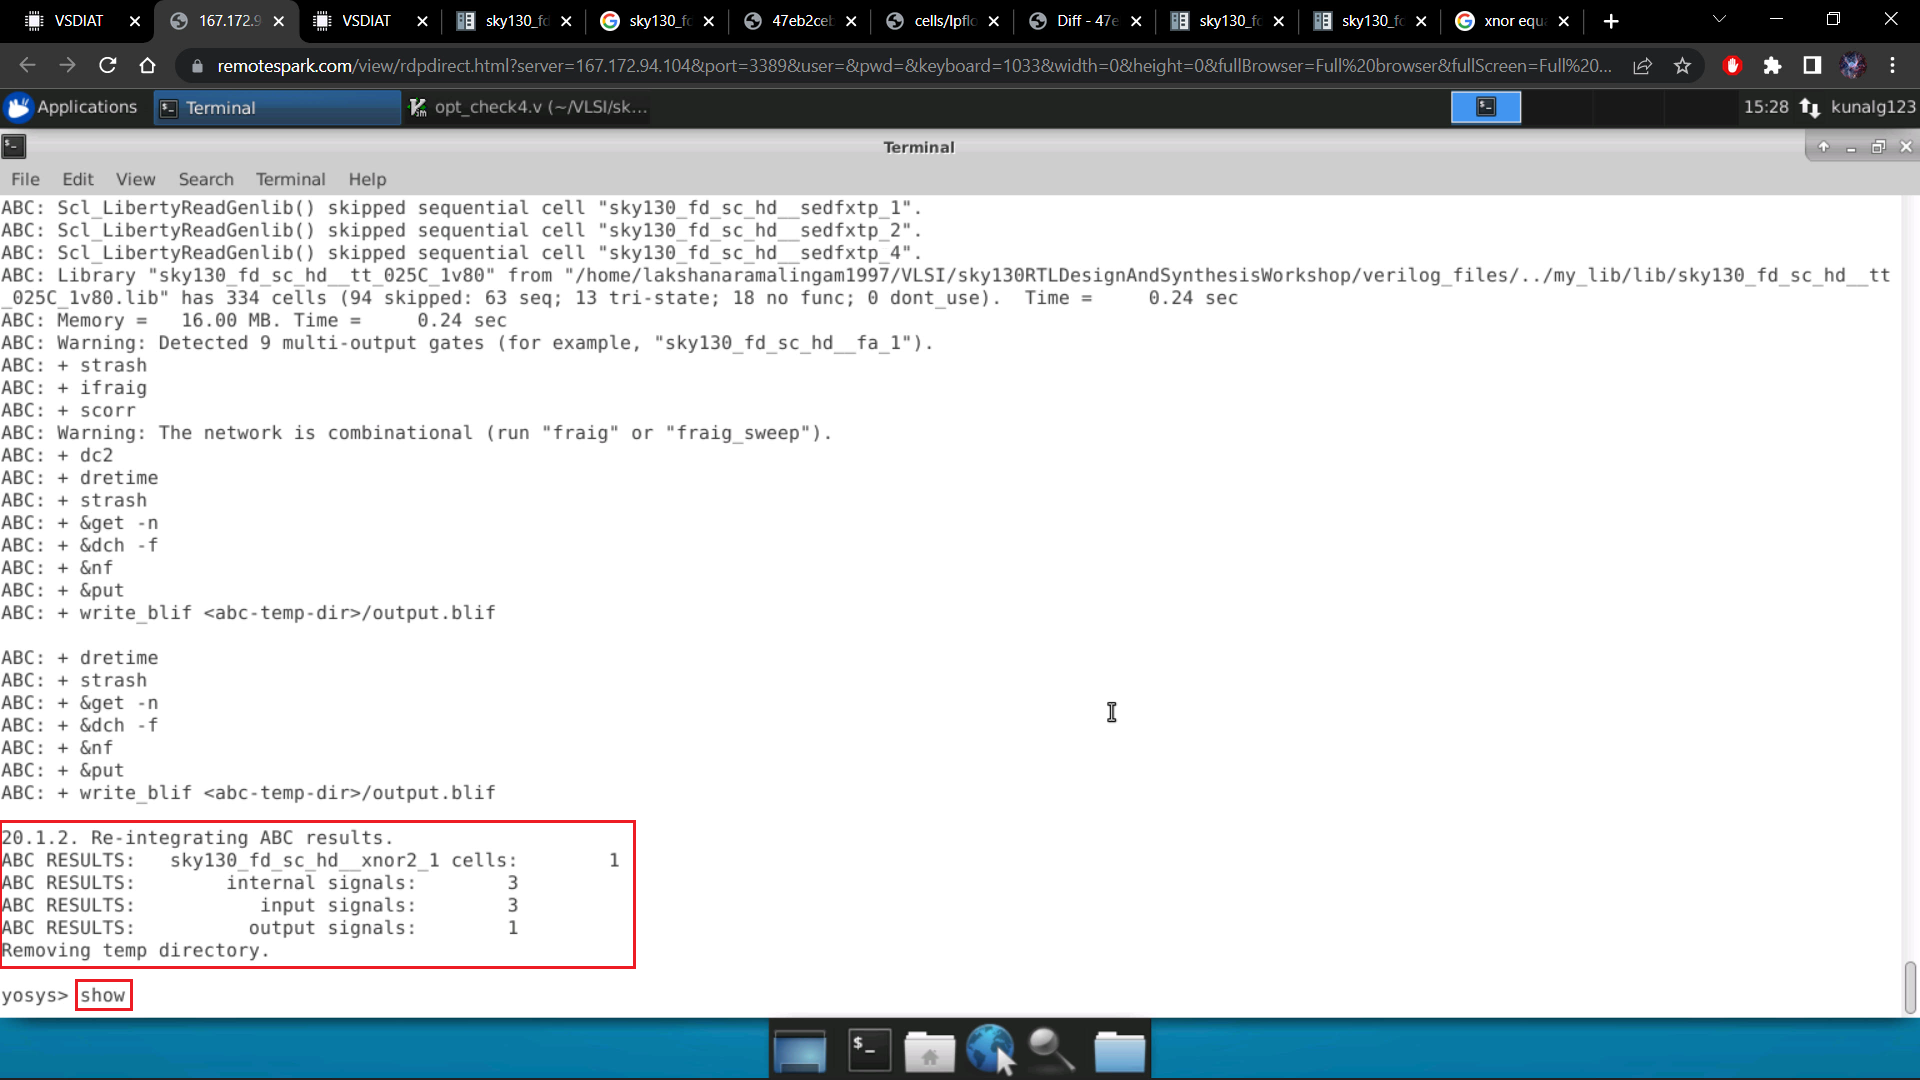 VSDIAT
167.172.9
VSDIAT
sky130_fd
sky130_fd
47eb2ceb
cells/lpflo
Diff - 47e
sky130_fd
sky130_fd
xnor equa
remotespark.com/view/rdpdirect.html?server=167.172.94.104&port=3389&user=&pwd=&keyboard=1033&width=0&height=0&fullBrowser=Full%20browser&fullScreen=Full%20...
Applications
Terminal
opt_check4.v (~/VLSI/sk...
15:28
kunalg123
Terminal
File Edit View Search Terminal Help
ABC: Scl_LibertyReadGenlib() skipped sequential cell "sky130_fd_sc_hd__sedfxtp_1".
ABC: Scl_LibertyReadGenlib() skipped sequential cell "sky130_fd_sc_hd__sedfxtp_2".
ABC: Scl_LibertyReadGenlib() skipped sequential cell "sky130_fd_sc_hd__sedfxtp_4".
ABC: Library "sky130_fd_sc_hd__tt_025C_1v80" from "/home/lakshanaramalingam1997/VLSI/sky130RTLDesignAndSynthesisWorkshop/verilog_files/../my_lib/lib/sky130_fd_sc_hd__tt
_025C_1v80.lib" has 334 cells (94 skipped: 63 seq; 13 tri-state; 18 no func; 0 dont_use).  Time =     0.24 sec
ABC: Memory =   16.00 MB. Time =     0.24 sec
ABC: Warning: Detected 9 multi-output gates (for example, "sky130_fd_sc_hd__fa_1").
ABC: + strash
ABC: + ifraig
ABC: + scorr
ABC: Warning: The network is combinational (run "fraig" or "fraig_sweep").
ABC: + dc2
ABC: + dretime
ABC: + strash
ABC: + &get -n
ABC: + &dch -f
ABC: + &nf
ABC: + &put
ABC: + write_blif <abc-temp-dir>/output.blif
ABC: + dretime
ABC: + strash
ABC: + &get -n
ABC: + &dch -f
ABC: + &nf
ABC: + &put
ABC: + write_blif <abc-temp-dir>/output.blif
20.1.2. Re-integrating ABC results.
ABC RESULTS:   sky130_fd_sc_hd__xnor2_1 cells:        1
ABC RESULTS:        internal signals:        3
ABC RESULTS:           input signals:        3
ABC RESULTS:          output signals:        1
Removing temp directory.
yosys> show